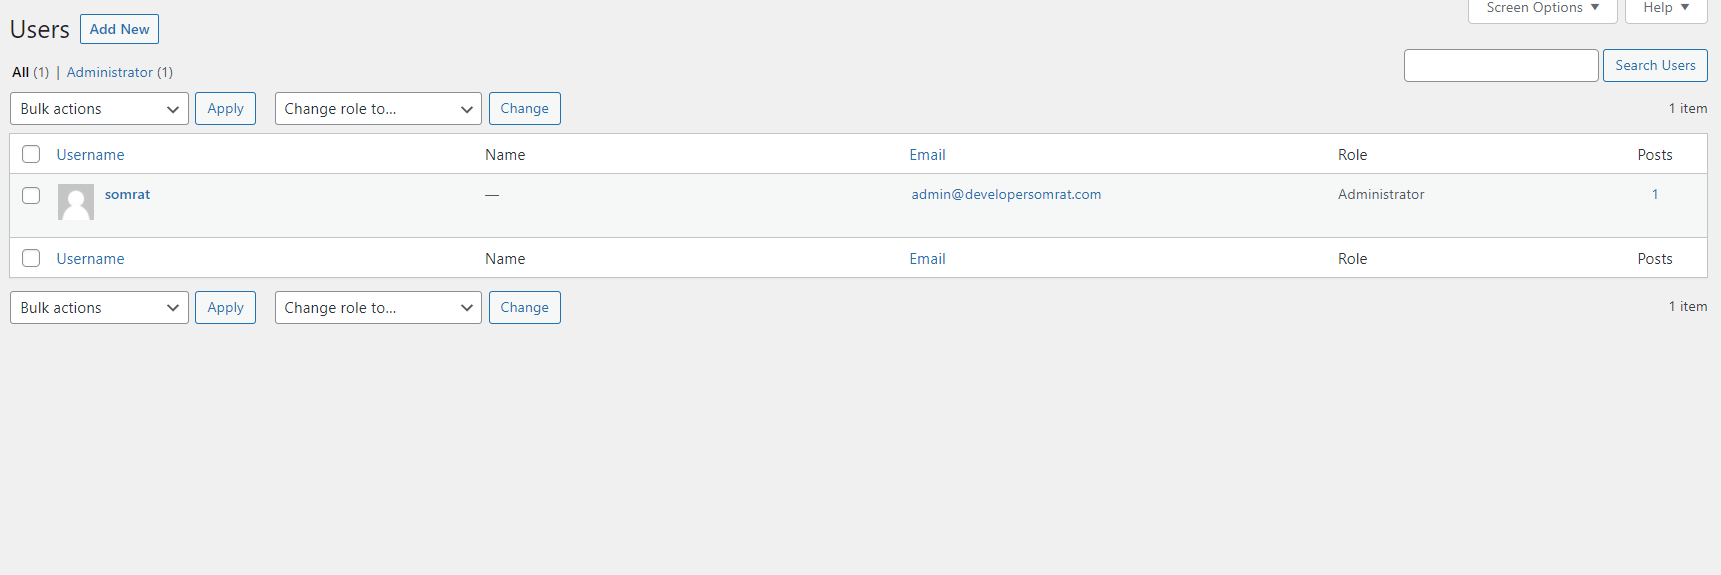 Screen Options ▼ Help ▼
Users Add New
All (1) | Administrator (1)
Search Users
Bulk actions Apply Change role to... Change 1 item
Username Name Email Role Posts
somrat — admin@developersomrat.com Administrator 1
Username Name Email Role Posts
Bulk actions Apply Change role to... Change 1 item